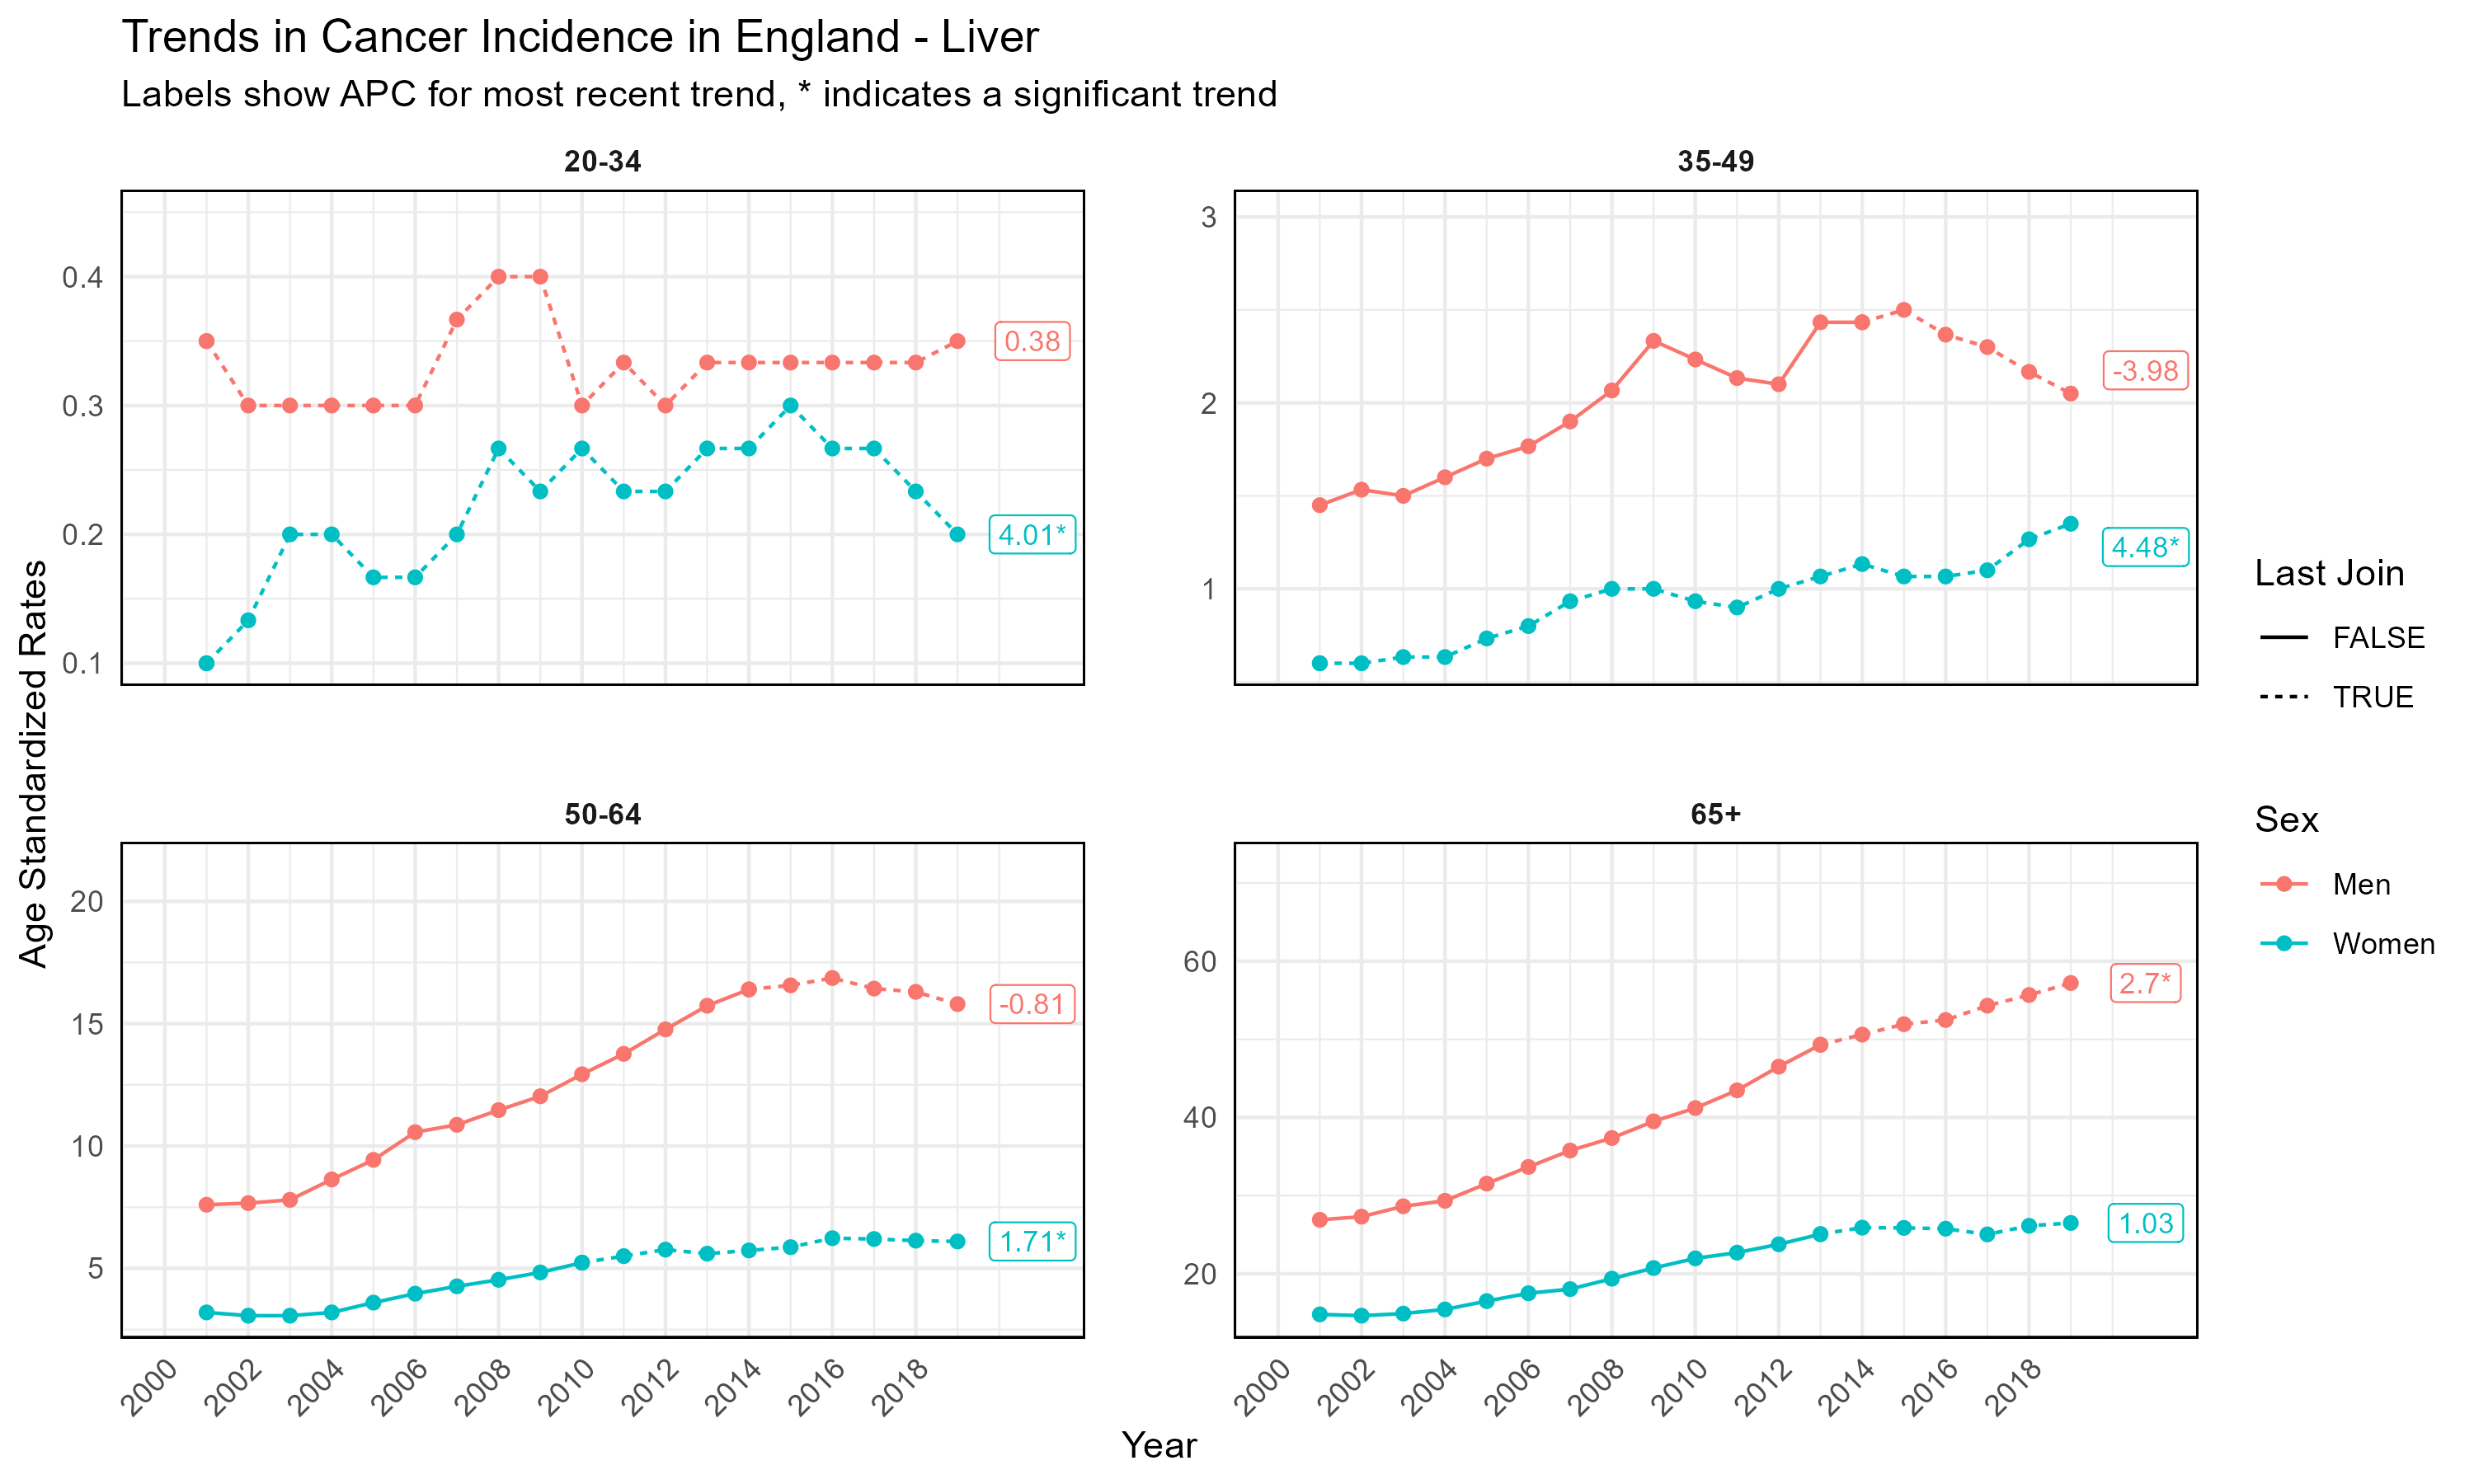 Trends in Cancer Incidence in England - Liver
Labels show APC for most recent trend, * indicates a significant trend
20-34
0.4
0.3
0.2
0.1
0.38
4.01*
35-49
3
2
1
-3.98
4.48*
Age Standardized Rates
50-64
20
15
10
5
-0.81
1.71*
2000 2002 2004 2006 2008 2010 2012 2014 2016 2018
65+
60
40
20
2.7*
1.03
2000 2002 2004 2006 2008 2010 2012 2014 2016 2018
Year
Last Join
FALSE
TRUE
Sex
Men
Women